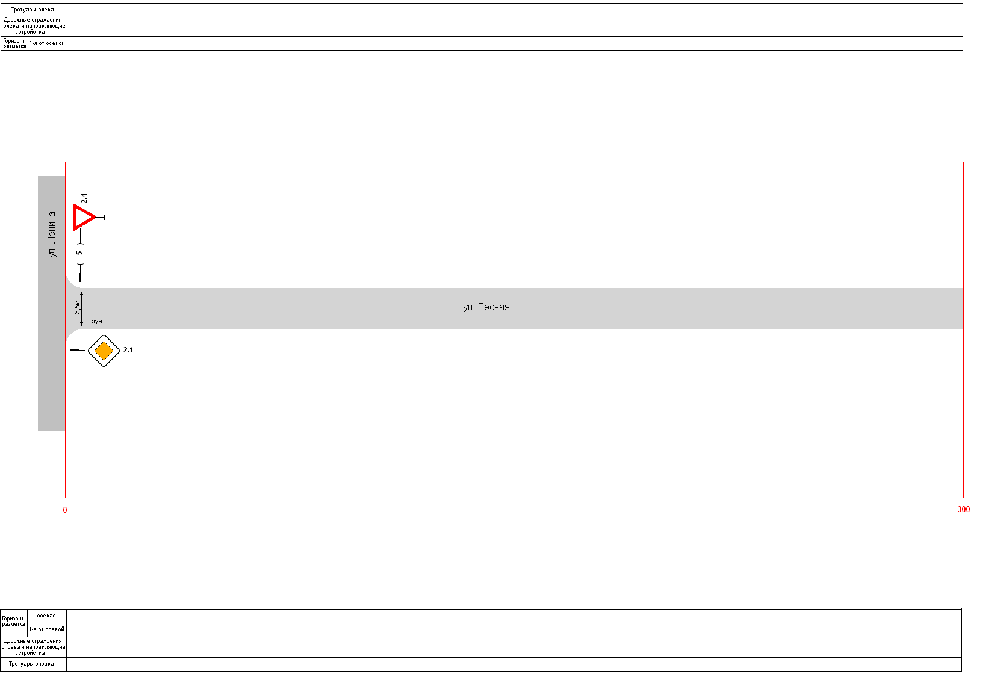 Тротуары слева
Дорожные ограждения
слева и направляющие
устройства
Горизонт.
разметка
1-я от осевой
2.4
ул. Ленина
5
3,5м
ул. Лесная
грунт
2.1
0
300
Горизонт.
разметка
осевая
1-я от осевой
Дорожные ограждения
справа и направляющие
устройства
Тротуары справа